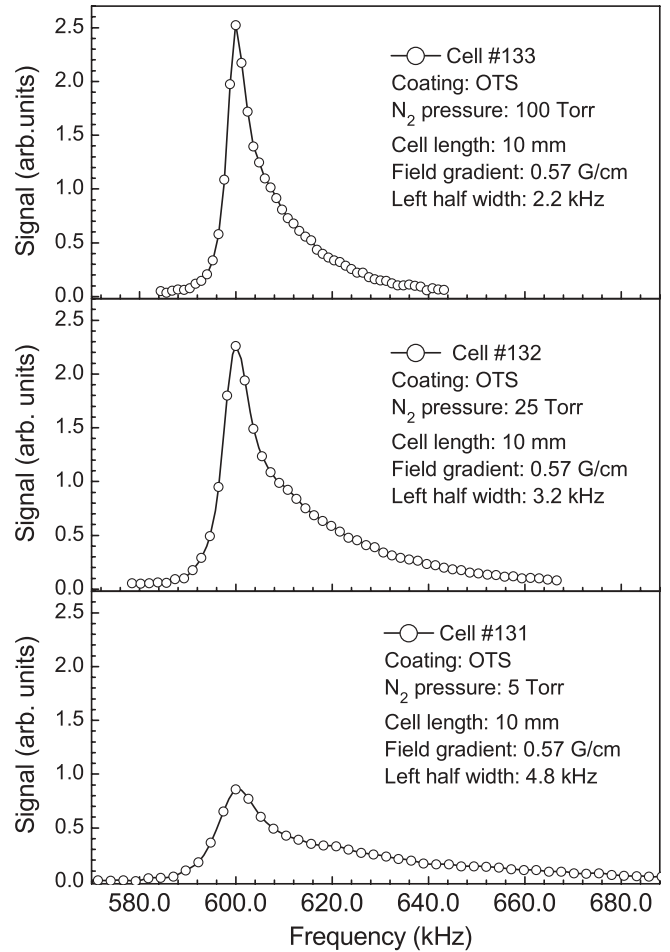 2.5
2.0
1.5
1.0
0.5
0.0
Signal (arb.units)
Cell #133
Coating: OTS
N2 pressure: 100 Torr
Cell length: 10 mm
Field gradient: 0.57 G/cm
Left half width: 2.2 kHz
2.5
2.0
1.5
1.0
0.5
0.0
Signal (arb. units)
Cell #132
Coating: OTS
N2 pressure: 25 Torr
Cell length: 10 mm
Field gradient: 0.57 G/cm
Left half width: 3.2 kHz
2.5
2.0
1.5
1.0
0.5
0.0
Signal (arb. units)
Cell #131
Coating: OTS
N2 pressure: 5 Torr
Cell length: 10 mm
Field gradient: 0.57 G/cm
Left half width: 4.8 kHz
580.0 600.0 620.0 640.0 660.0 680.0
Frequency (kHz)